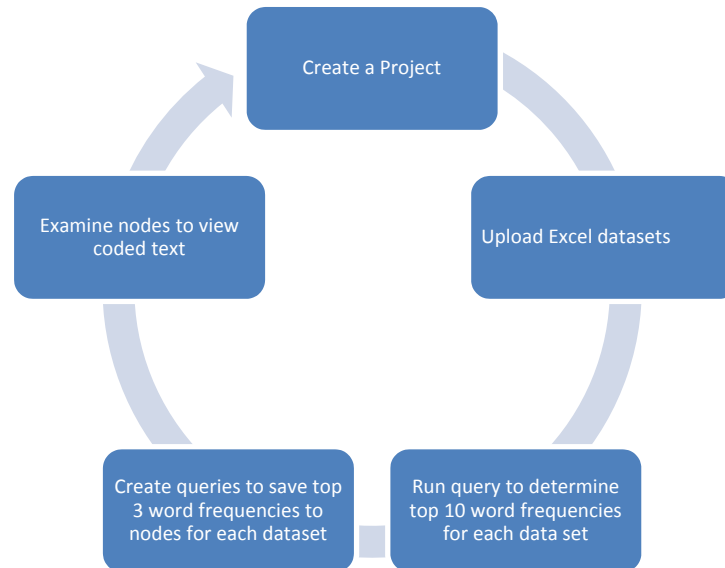 Create a Project
Upload Excel datasets
Run query to determine
top 10 word frequencies
for each data set
Create queries to save top
3 word frequencies to
nodes for each dataset
Examine nodes to view
coded text